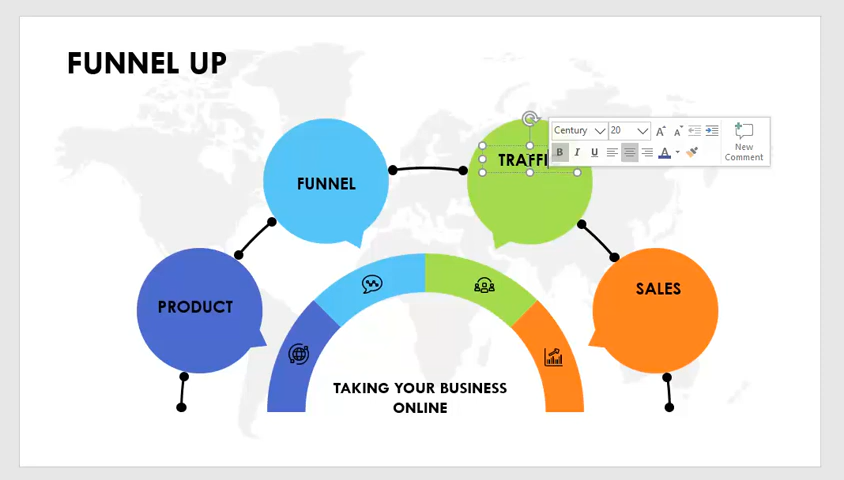 FUNNEL UP
Century
20
B I U
A
New
Comment
TRAFFI
FUNNEL
SALES
PRODUCT
TAKING YOUR BUSINESS
ONLINE